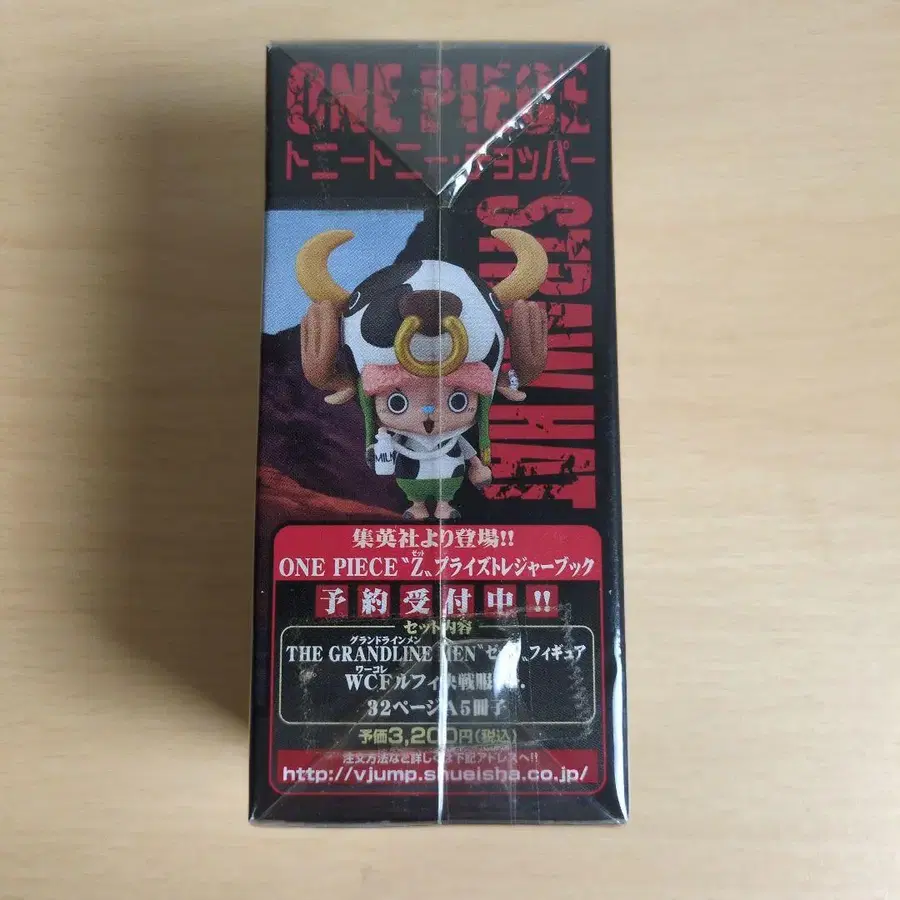 ONE PIECE
トニートニー・チョッパー
STRAW HAT
MILK
集英社より登場!!
ゼット
ONE PIECE〝Z〟プライズトレジャーブック
予約受付中!!
セット内容
グランドラインメン
THE GRANDLINE MEN〝ゼット〟フィギュア
ワーコレ
WCFルフィ決戦服
32ページA5冊子
予価3,200円(税込)
注文方法など詳しくは下記アドレスへ!!
http://vjump.shueisha.co.jp/